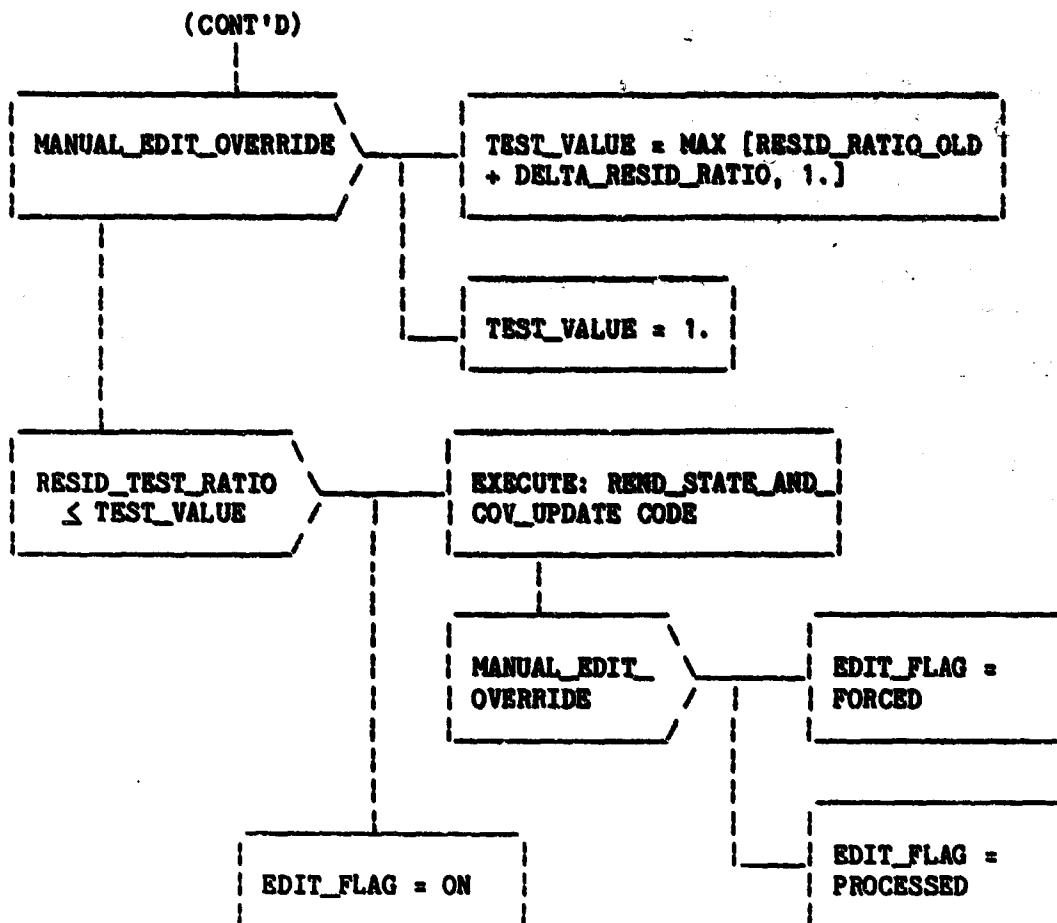 (CONT'D)
MANUAL_EDIT_OVERRIDE
TEST_VALUE = MAX [RESID_RATIO_OLD
+ DELTA_RESID_RATIO, 1.]
TEST_VALUE = 1.
RESID_TEST_RATIO
≤ TEST_VALUE
EXECUTE: REND_STATE_AND_
COV_UPDATE CODE
MANUAL_EDIT_
OVERRIDE
EDIT_FLAG =
FORCED
EDIT_FLAG =
PROCESSED
EDIT_FLAG = ON